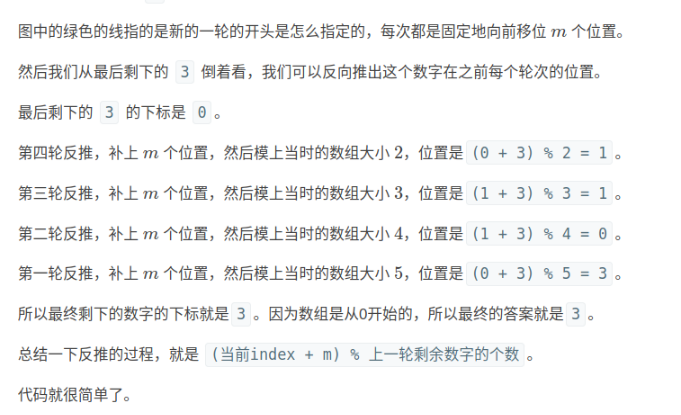 图中的绿色的线指的是新的一轮的开头是怎么指定的，每次都是固定地向前移位 m 个位置。
然后我们从最后剩下的 3 倒着看，我们可以反向推出这个数字在之前每个轮次的位置。
最后剩下的 3 的下标是 0 。
第四轮反推，补上 m 个位置，然后模上当时的数组大小 2，位置是 (0 + 3) % 2 = 1 。
第三轮反推，补上 m 个位置，然后模上当时的数组大小 3，位置是 (1 + 3) % 3 = 1 。
第二轮反推，补上 m 个位置，然后模上当时的数组大小 4，位置是 (1 + 3) % 4 = 0 。
第一轮反推，补上 m 个位置，然后模上当时的数组大小 5，位置是 (0 + 3) % 5 = 3 。
所以最终剩下的数字的下标就是 3 。因为数组是从0开始的，所以最终的答案就是 3 。
总结一下反推的过程，就是 (当前index + m) % 上一轮剩余数字的个数 。
代码就很简单了。